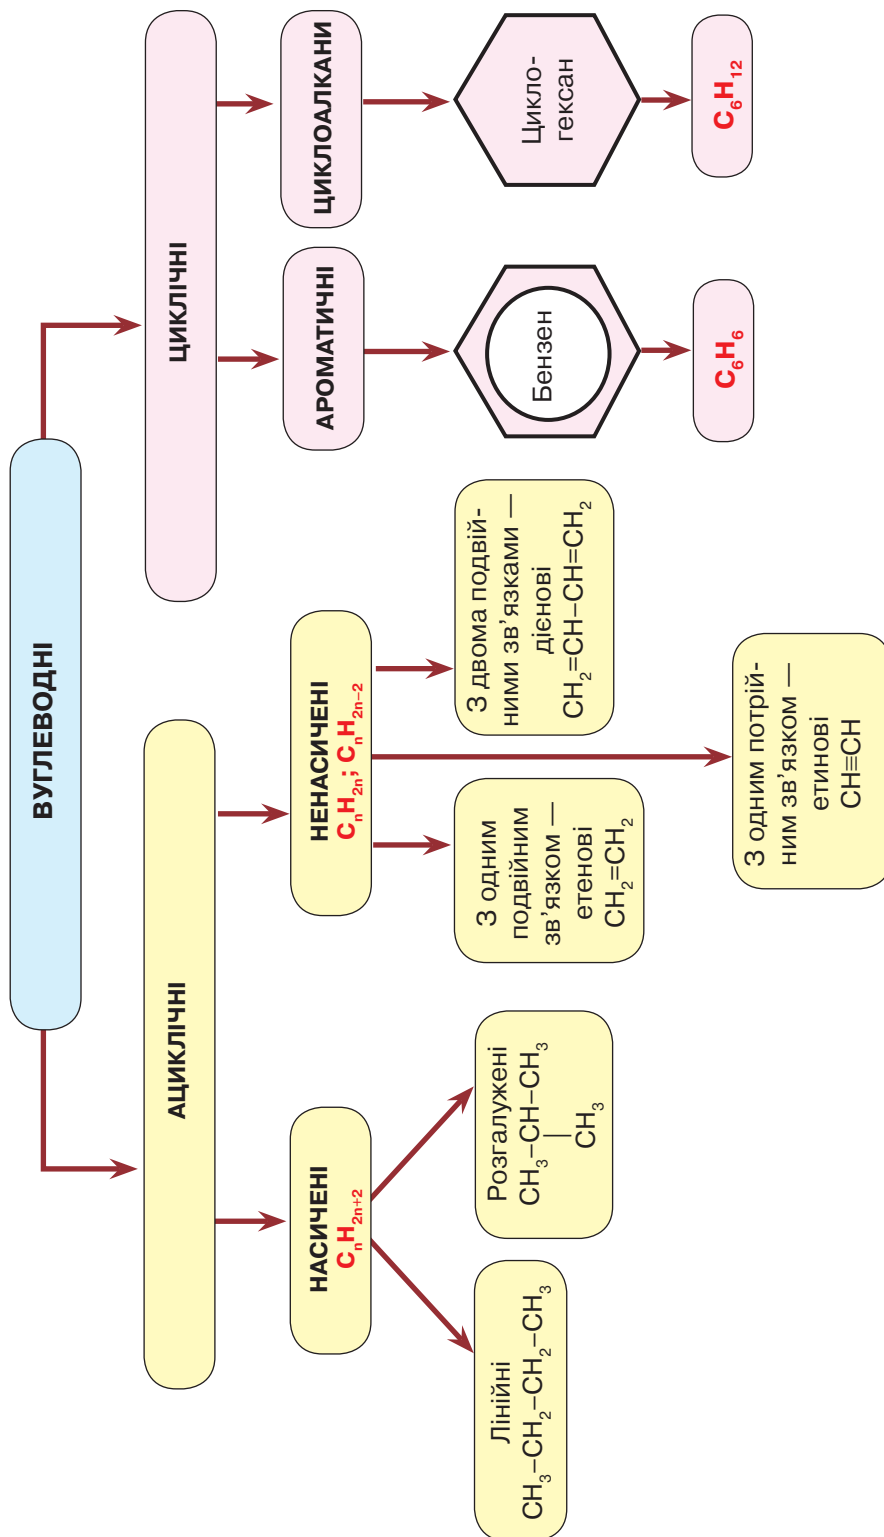 ВУГЛЕВОДНІ
АЦИКЛІЧНІ
ЦИКЛІЧНІ
НАСИЧЕНІ
CₙH₂ₙ₊₂
НЕНАСИЧЕНІ
CₙH₂ₙ; CₙH₂ₙ₋₂
АРОМАТИЧНІ
ЦИКЛОАЛКАНИ
Лінійні
CH₃–CH₂–CH₂–CH₃
Розгалужені
CH₃–CH–CH₃
|
CH₃
З одним
подвійним
зв’язком —
етенові
CH₂=CH₂
З двома подвій-
ними зв’язками —
дієнові
CH₂=CH–CH=CH₂
З одним потрій-
ним зв’язком —
етинові
CH≡CH
Бензен
C₆H₆
Цикло-
гексан
C₆H₁₂